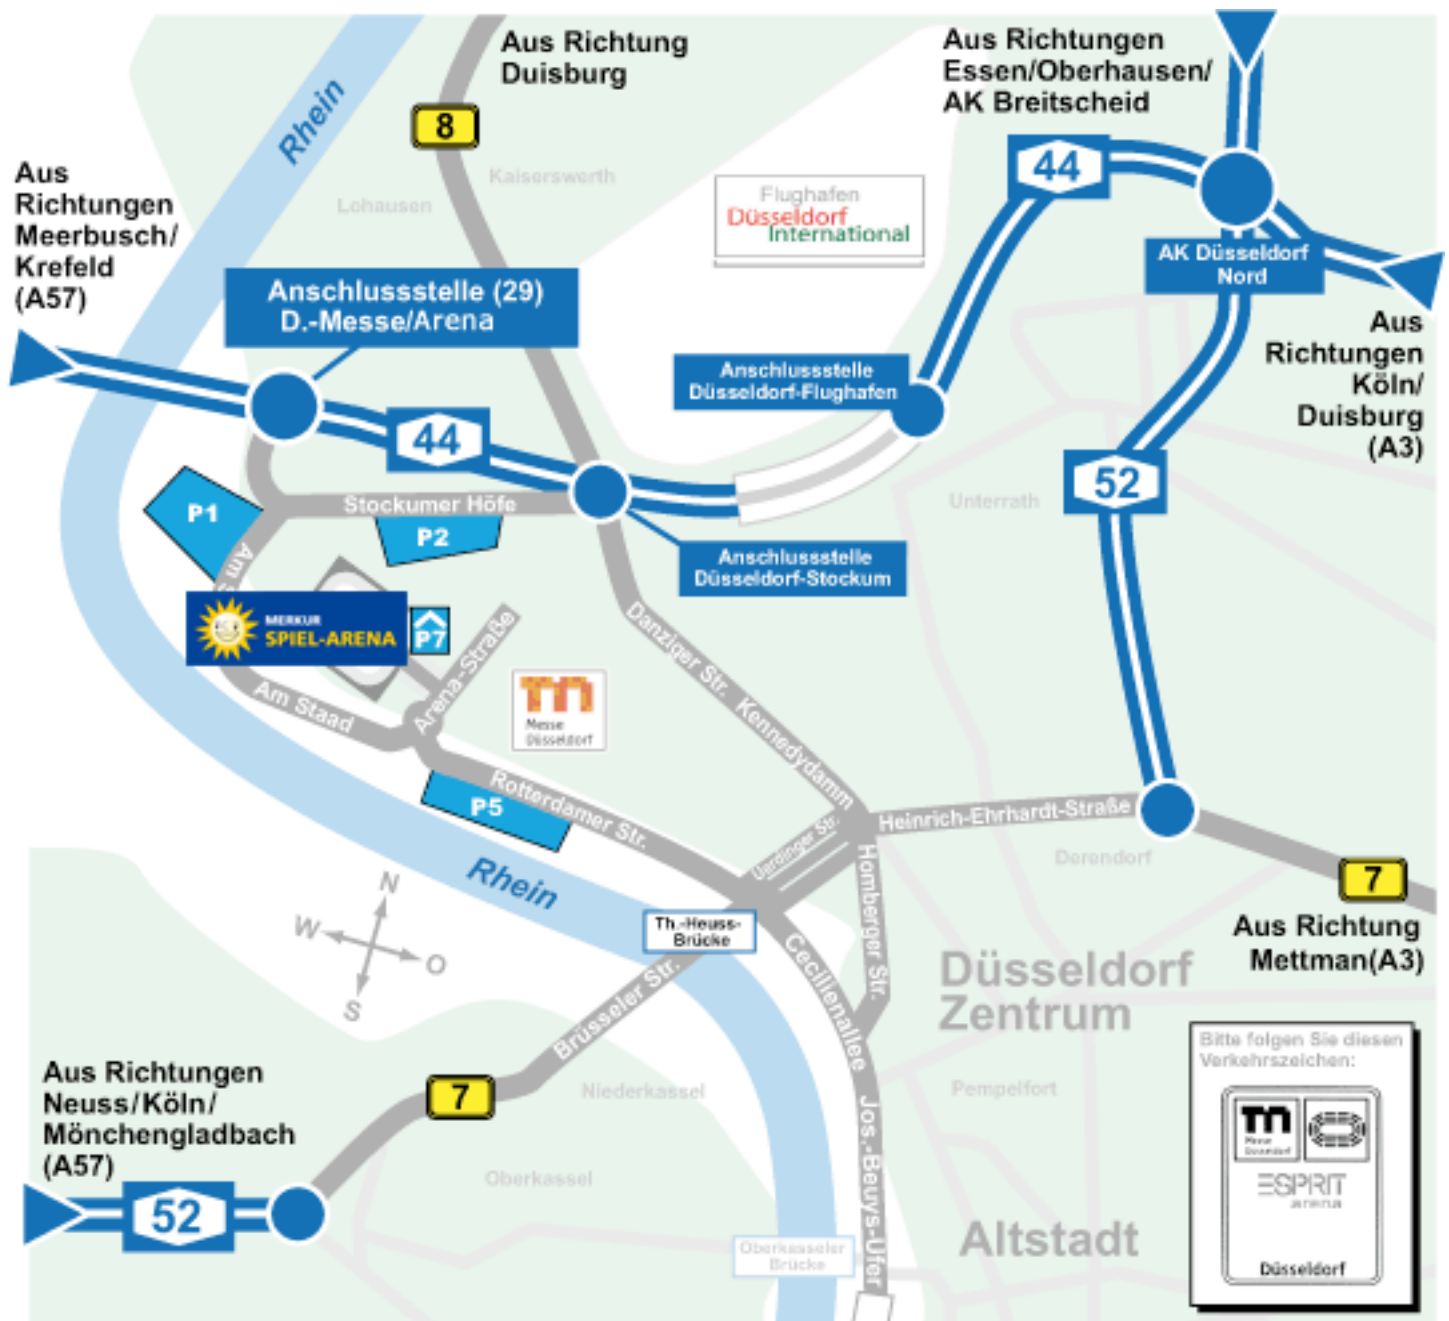 Aus Richtung
Duisburg
8
Rhein
Kaiserswerth
Lohausen
Aus Richtungen
Essen/Oberhausen/
AK Breitscheid
44
Flughafen
Düsseldorf
International
AK Düsseldorf
Nord
Aus
Richtungen
Meerbusch/
Krefeld
(A57)
Anschlussstelle (29)
D.-Messe/Arena
44
Anschlussstelle
Düsseldorf-Flughafen
Aus
Richtungen
Köln/
Duisburg
(A3)
52
Unterrath
P1
Stockumer Höfe
P2
Anschlussstelle
Düsseldorf-Stockum
Am S
MERKUR
SPIEL-ARENA
P7
Arena-Straße
Danziger Str.
Kennedydamm
Am Staad
Messe
Düsseldorf
Rotterdamer Str.
P5
Uerdinger Str.
Heinrich-Ehrhardt-Straße
Derendorf
Homberger Str.
7
Aus Richtung
Mettman(A3)
Rhein
N
W
O
S
Th.-Heuss-
Brücke
Cecilienallee
Brüsseler Str.
Düsseldorf
Zentrum
Aus Richtungen
Neuss/Köln/
Mönchengladbach
(A57)
7
52
Niederkassel
Oberkassel
Pempelfort
Jos.-Beuys-Ufer
Oberkasseler
Brücke
Altstadt
Bitte folgen Sie diesen
Verkehrszeichen:
Messe
Düsseldorf
ESPRIT
arena
Düsseldorf